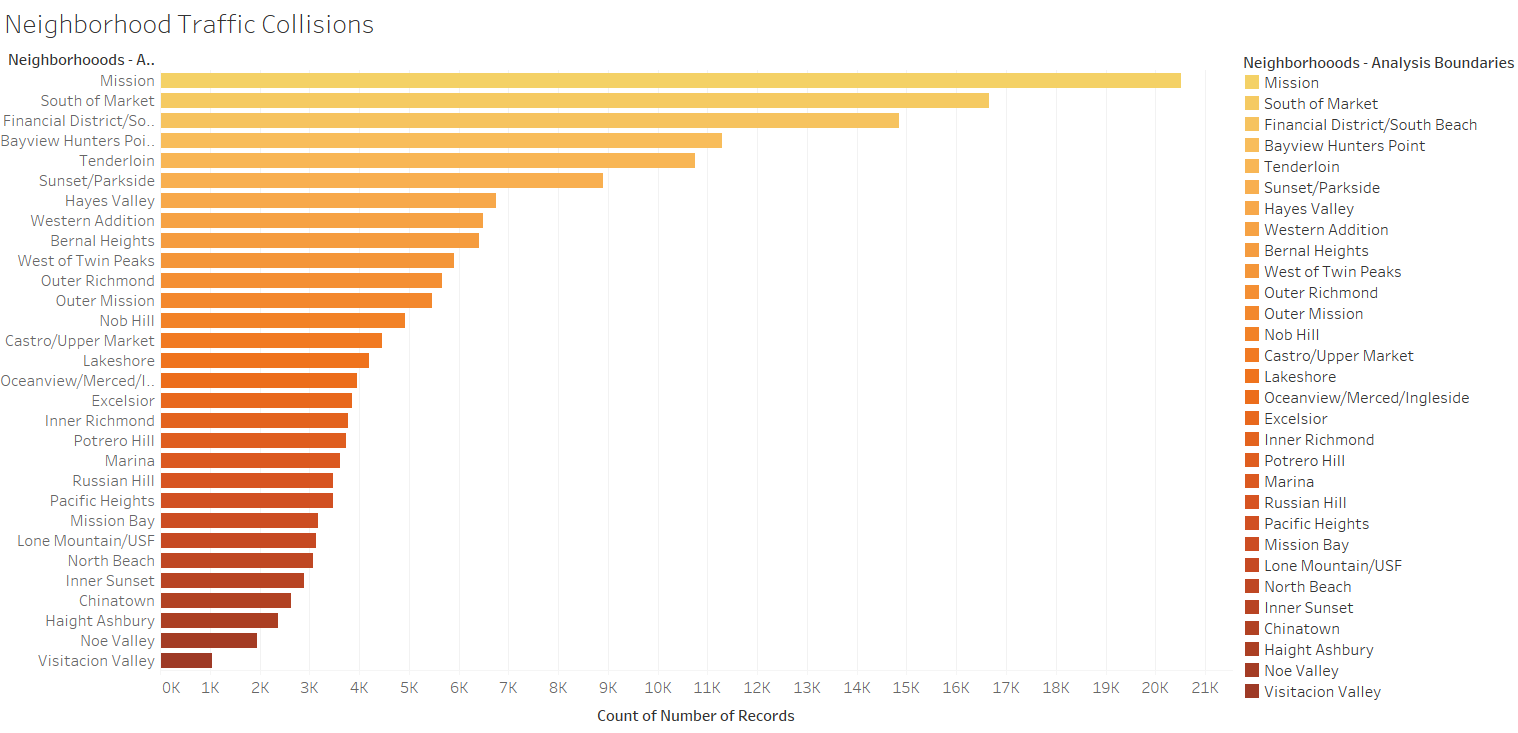 Neighborhood Traffic Collisions
Neighborhooods - A..
Mission
South of Market
Financial District/So..
Bayview Hunters Poi..
Tenderloin
Sunset/Parkside
Hayes Valley
Western Addition
Bernal Heights
West of Twin Peaks
Outer Richmond
Outer Mission
Nob Hill
Castro/Upper Market
Lakeshore
Oceanview/Merced/I..
Excelsior
Inner Richmond
Potrero Hill
Marina
Russian Hill
Pacific Heights
Mission Bay
Lone Mountain/USF
North Beach
Inner Sunset
Chinatown
Haight Ashbury
Noe Valley
Visitacion Valley
0K 1K 2K 3K 4K 5K 6K 7K 8K 9K 10K 11K 12K 13K 14K 15K 16K 17K 18K 19K 20K 21K
Count of Number of Records
Neighborhooods - Analysis Boundaries
Mission
South of Market
Financial District/South Beach
Bayview Hunters Point
Tenderloin
Sunset/Parkside
Hayes Valley
Western Addition
Bernal Heights
West of Twin Peaks
Outer Richmond
Outer Mission
Nob Hill
Castro/Upper Market
Lakeshore
Oceanview/Merced/Ingleside
Excelsior
Inner Richmond
Potrero Hill
Marina
Russian Hill
Pacific Heights
Mission Bay
Lone Mountain/USF
North Beach
Inner Sunset
Chinatown
Haight Ashbury
Noe Valley
Visitacion Valley